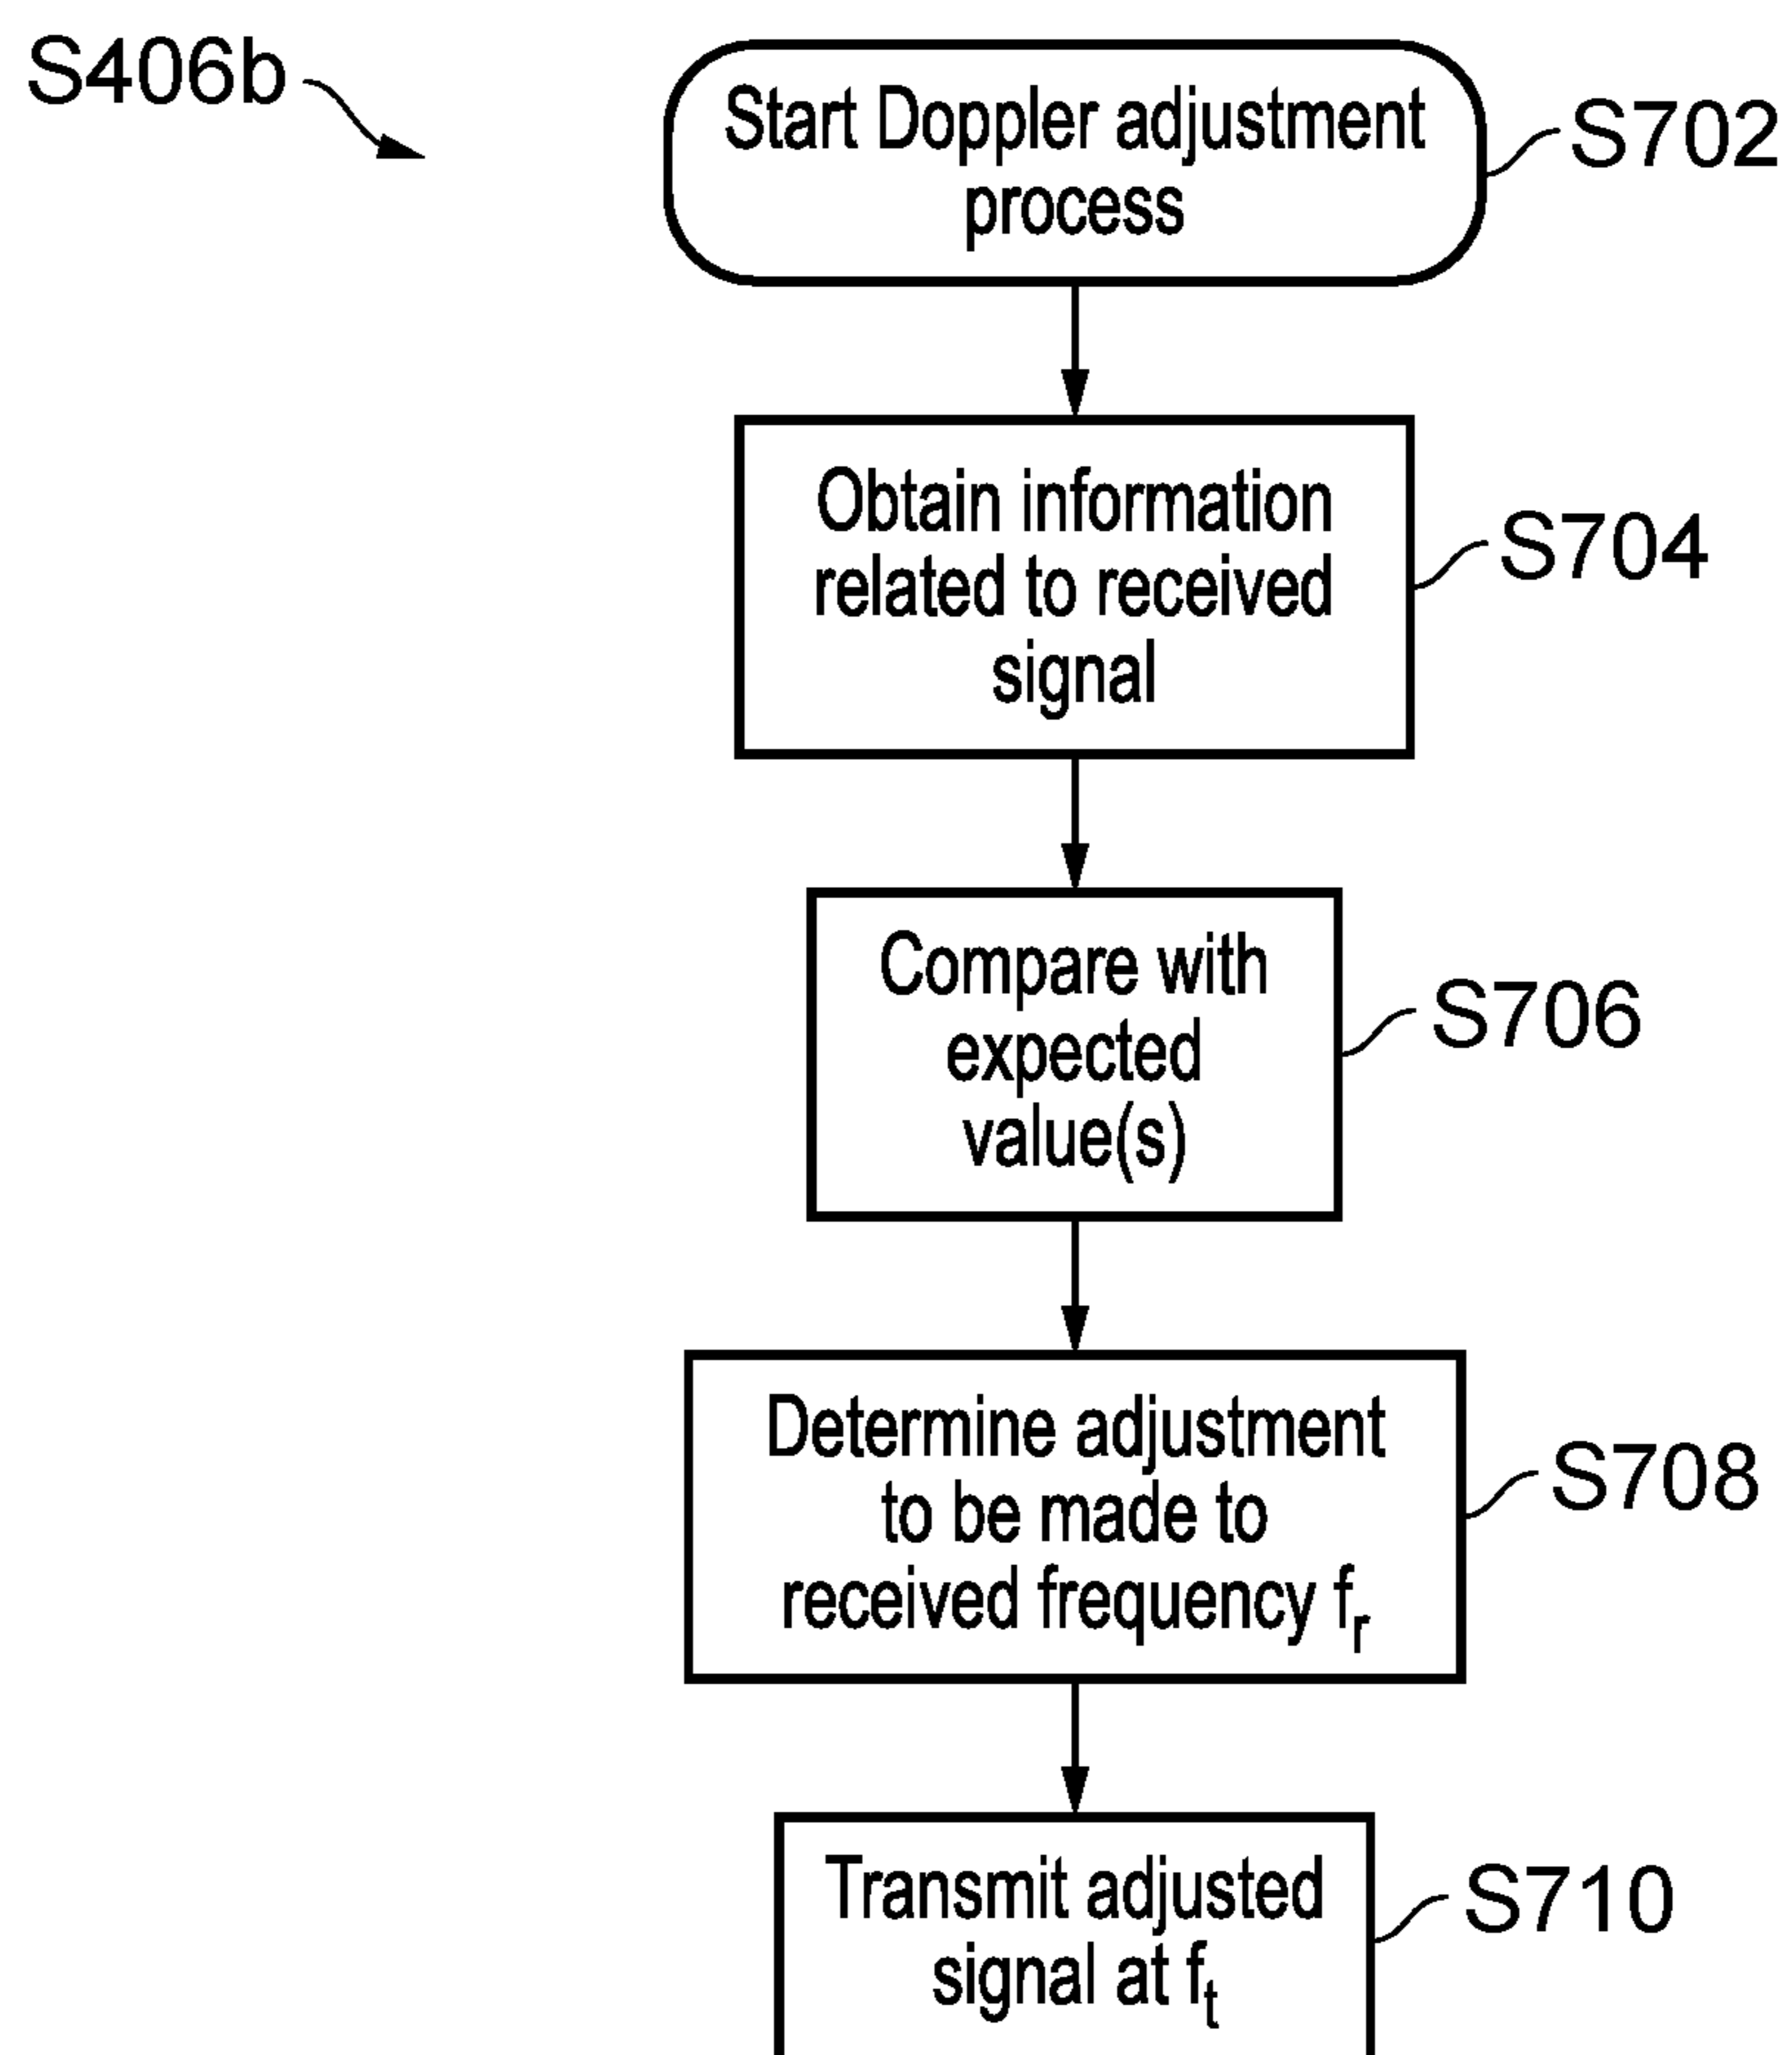 S406b
Start Doppler adjustment
process
S702
Obtain information
related to received
signal
S704
Compare with
expected
value(s)
S706
Determine adjustment
to be made to
received frequency fr
S708
Transmit adjusted
signal at ft
S710